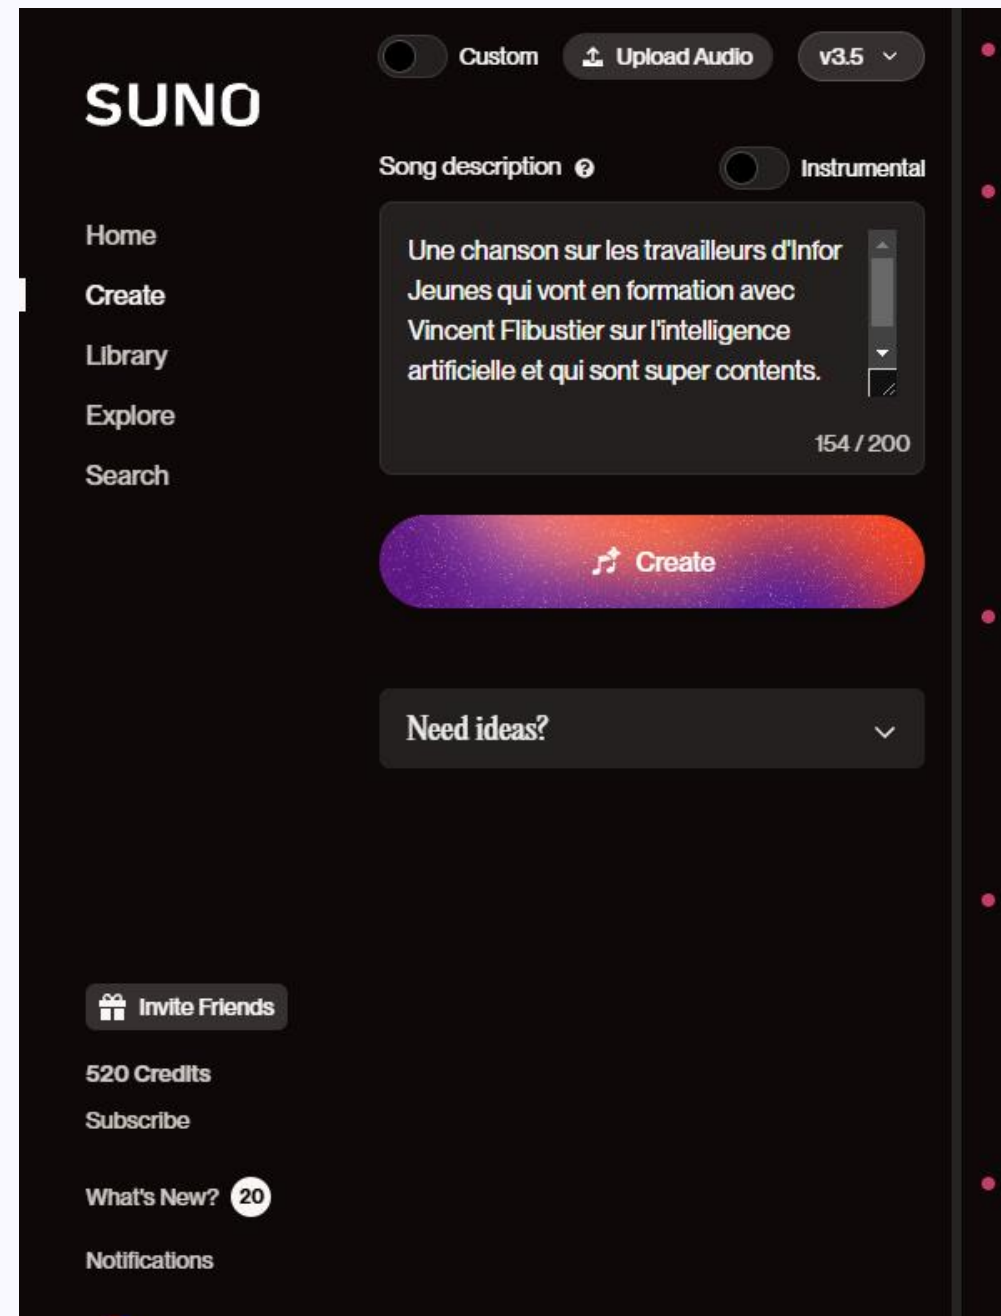 SUNO
Home
Create
Library
Explore
Search
Invite Friends
520 Credits
Subscribe
What's New? 20
Notifications
Custom
Upload Audio
v3.5
Song description
Instrumental
Une chanson sur les travailleurs d'Infor
Jeunes qui vont en formation avec
Vincent Flibustier sur l'intelligence
artificielle et qui sont super contents.
154 / 200
Create
Need ideas?